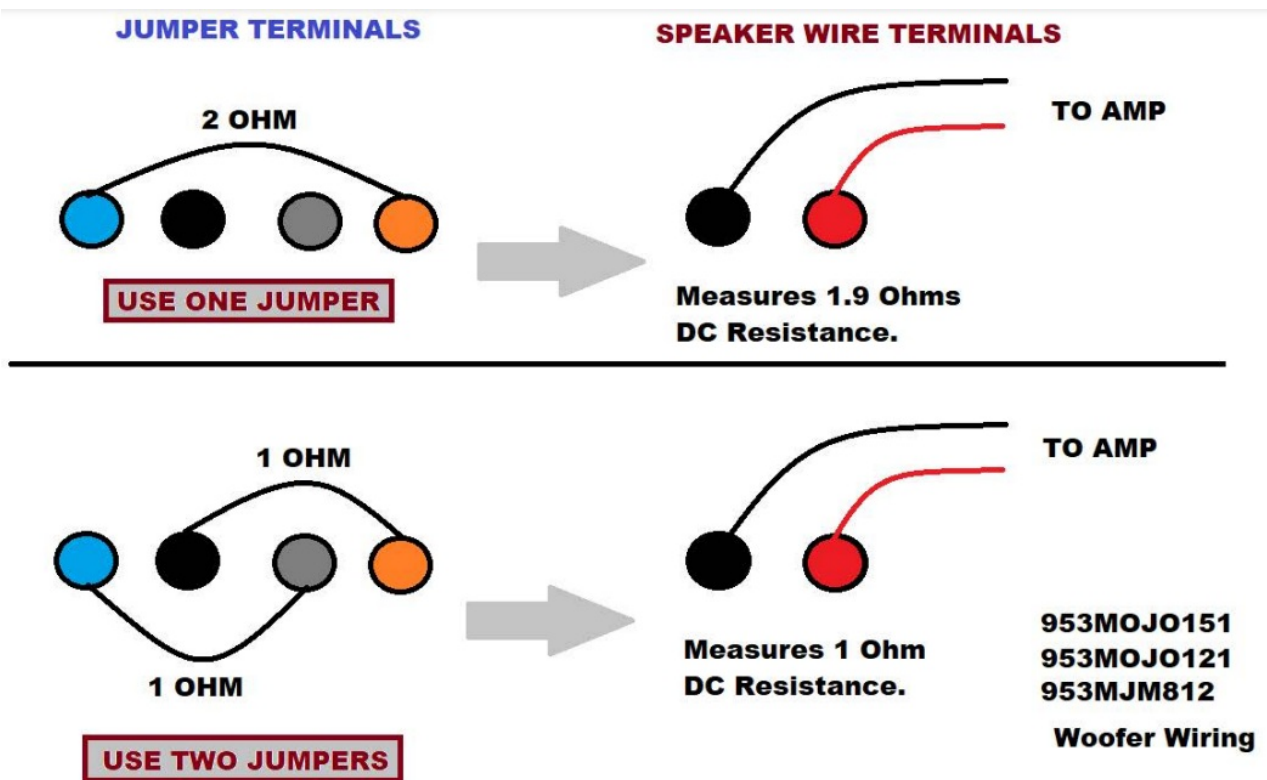 JUMPER TERMINALS
SPEAKER WIRE TERMINALS
2 OHM
TO AMP
USE ONE JUMPER
Measures 1.9 Ohms
DC Resistance.
1 OHM
TO AMP
1 OHM
Measures 1 Ohm
DC Resistance.
USE TWO JUMPERS
953MOJO151
953MOJO121
953MJM812
Woofer Wiring